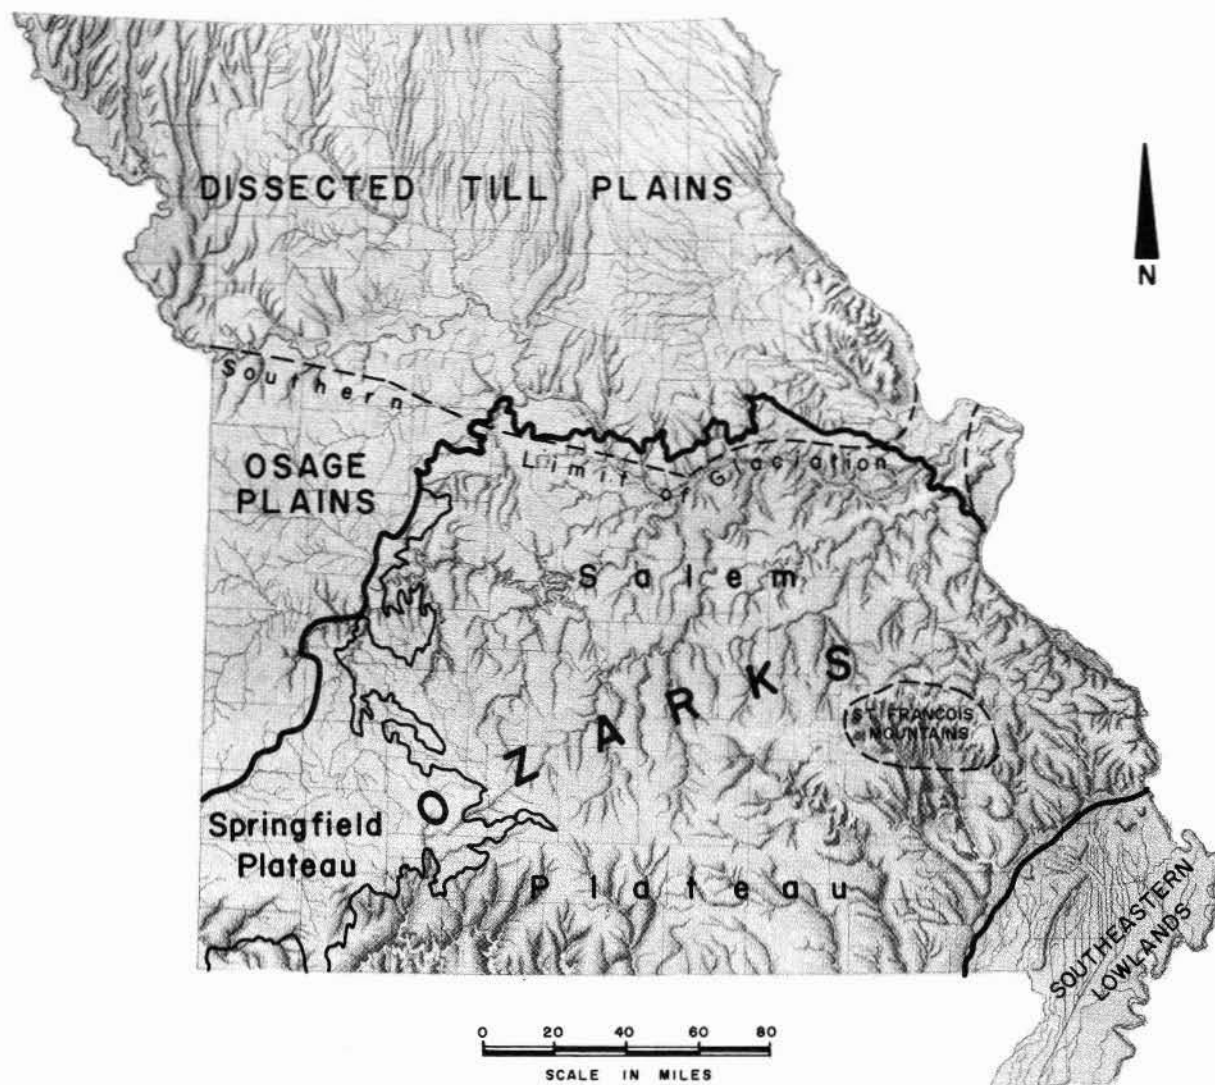 DISSECTED TILL PLAINS
N
Southern
Limit of Glaciation
OSAGE
PLAINS
Salem
OZARKS
ST. FRANCOIS
MOUNTAINS
Springfield
Plateau
Plateau
SOUTHEASTERN
LOWLANDS
0 20 40 60 80
SCALE IN MILES